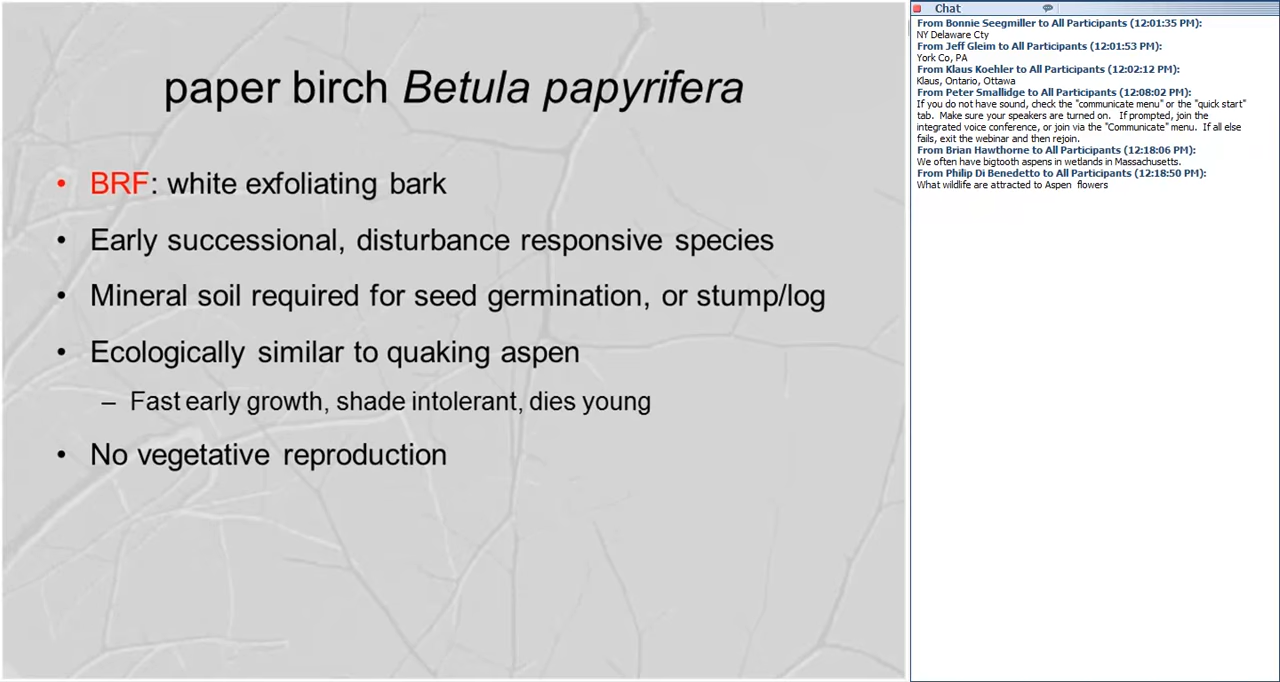 paper birch Betula papyrifera
• BRF: white exfoliating bark
• Early successional, disturbance responsive species
• Mineral soil required for seed germination, or stump/log
• Ecologically similar to quaking aspen
– Fast early growth, shade intolerant, dies young
• No vegetative reproduction
Chat
From Bonnie Seegmiller to All Participants (12:01:35 PM):
NY Delaware Cty
From Jeff Gleim to All Participants (12:01:53 PM):
York Co, PA
From Klaus Koehler to All Participants (12:02:12 PM):
Klaus, Ontario, Ottawa
From Peter Smallidge to All Participants (12:08:02 PM):
If you do not have sound, check the "communicate menu" or the "quick start"
tab. Make sure your speakers are turned on. If prompted, join the
integrated voice conference, or join via the "Communicate" menu. If all else
fails, exit the webinar and then rejoin.
From Brian Hawthorne to All Participants (12:18:06 PM):
We often have bigtooth aspens in wetlands in Massachusetts.
From Philip Di Benedetto to All Participants (12:18:50 PM):
What wildlife are attracted to Aspen flowers